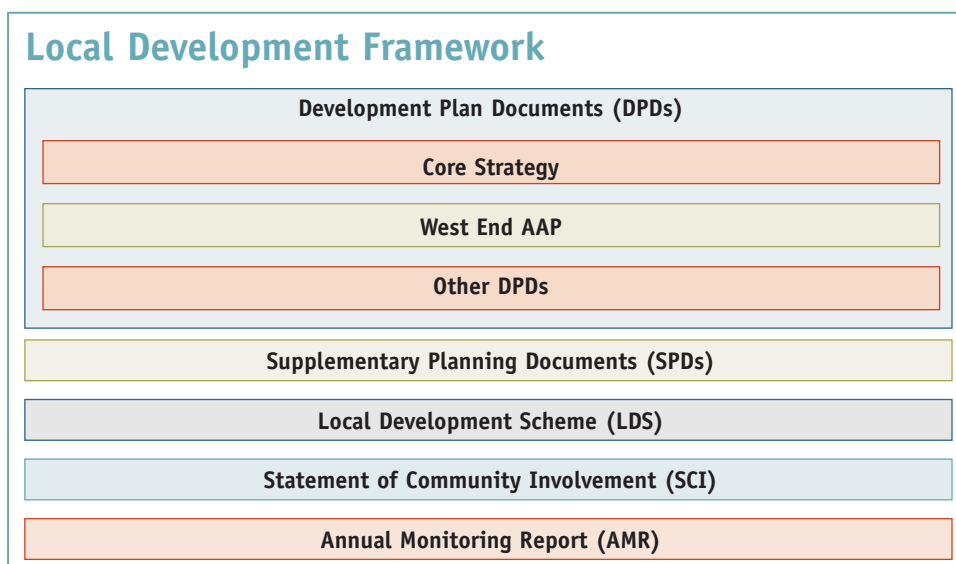 Local Development Framework
Development Plan Documents (DPDs)
Core Strategy
West End AAP
Other DPDs
Supplementary Planning Documents (SPDs)
Local Development Scheme (LDS)
Statement of Community Involvement (SCI)
Annual Monitoring Report (AMR)